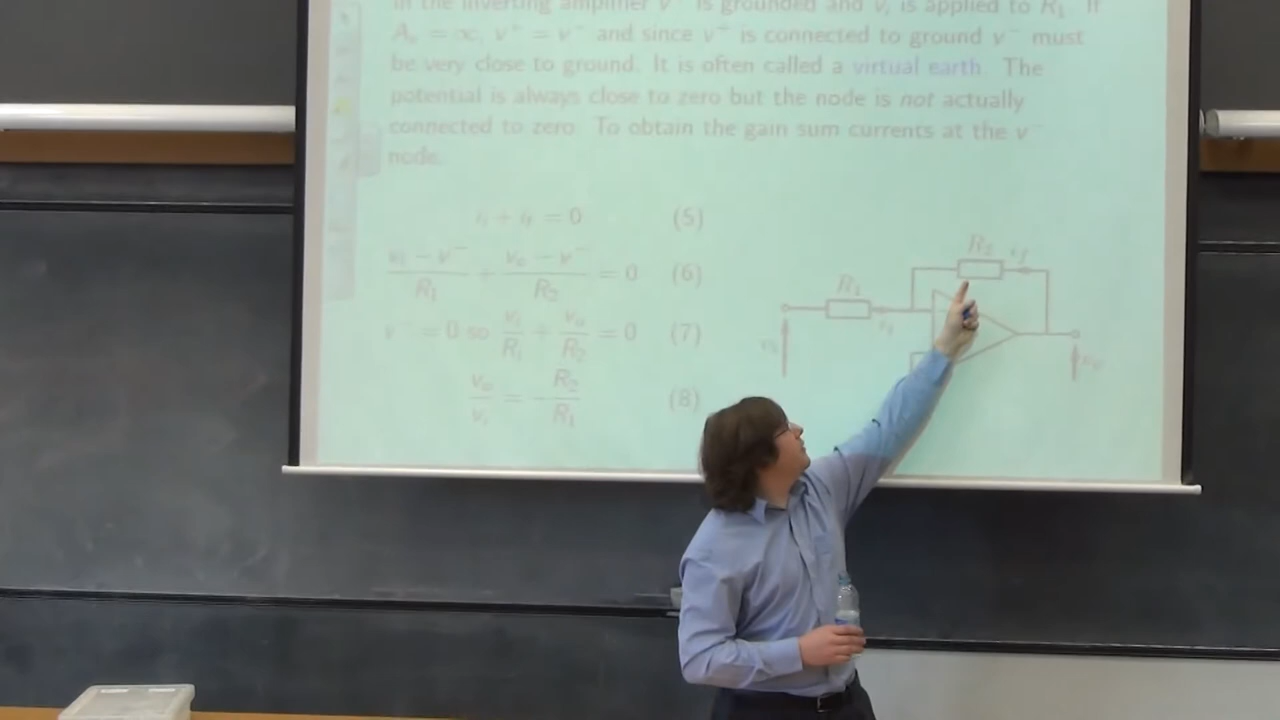 In the inverting amplifier v⁺ is grounded and vᵢ is applied to R₁. If
Aᵥ = ∞, v⁺ = v⁻ and since v⁺ is connected to ground v⁻ must
be very close to ground. It is often called a virtual earth. The
potential is always close to zero but the node is not actually
connected to zero. To obtain the gain sum currents at the v⁻
node.
iᵢ + i_f = 0 (5)
(vᵢ − v⁻)/R₁ + (vₒ − v⁻)/R₂ = 0 (6)
v⁻ = 0 so vᵢ/R₁ + vₒ/R₂ = 0 (7)
vₒ/vᵢ = −R₂/R₁ (8)
R₂ i_f
R₁
iᵢ
vᵢ
vₒ